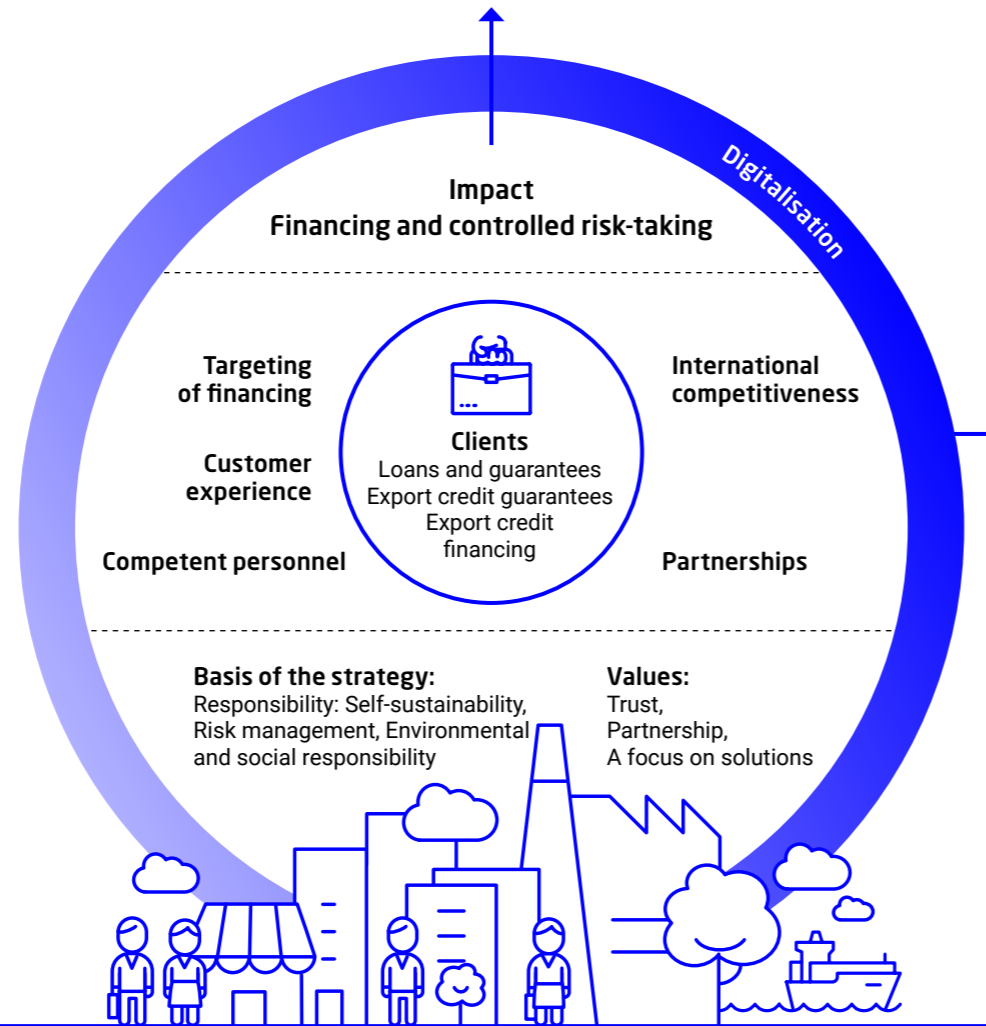 Digitalisation
Impact
Financing and controlled risk-taking
Targeting
of financing
Customer
experience
Competent personnel
Clients
Loans and guarantees
Export credit guarantees
Export credit
financing
International
competitiveness
Partnerships
Basis of the strategy:
Responsibility: Self-sustainability,
Risk management, Environmental
and social responsibility
Values:
Trust,
Partnership,
A focus on solutions